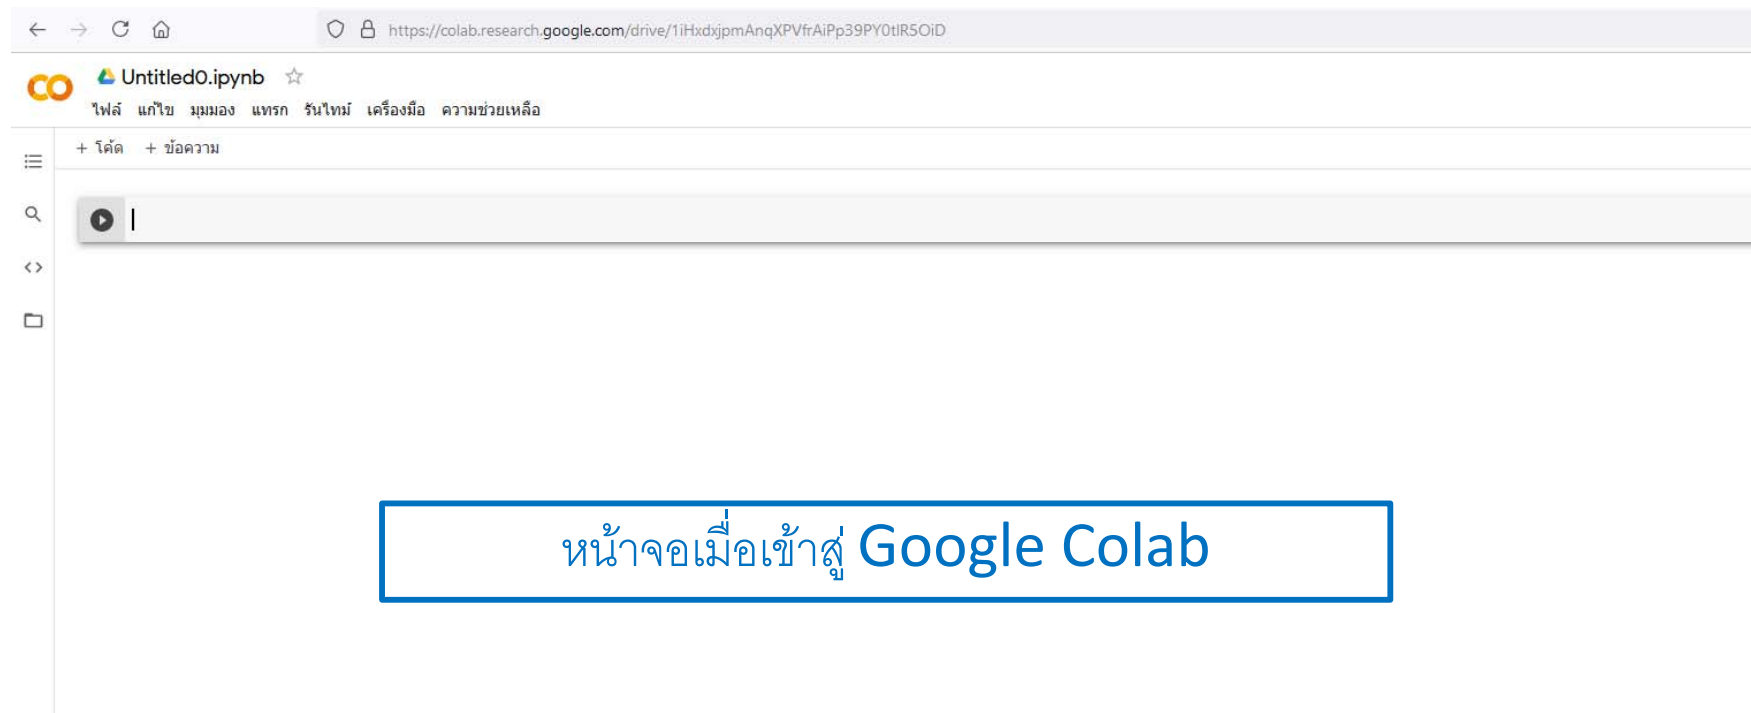 https://colab.research.google.com/drive/1iHxdxjpmAnqXPVfrAiPp39PY0tlR5OiD
CO Untitled0.ipynb
ไฟล์ แก้ไข มุมมอง แทรก รันไทม์ เครื่องมือ ความช่วยเหลือ
+ โค้ด + ข้อความ
หน้าจอเมื่อเข้าสู่ Google Colab